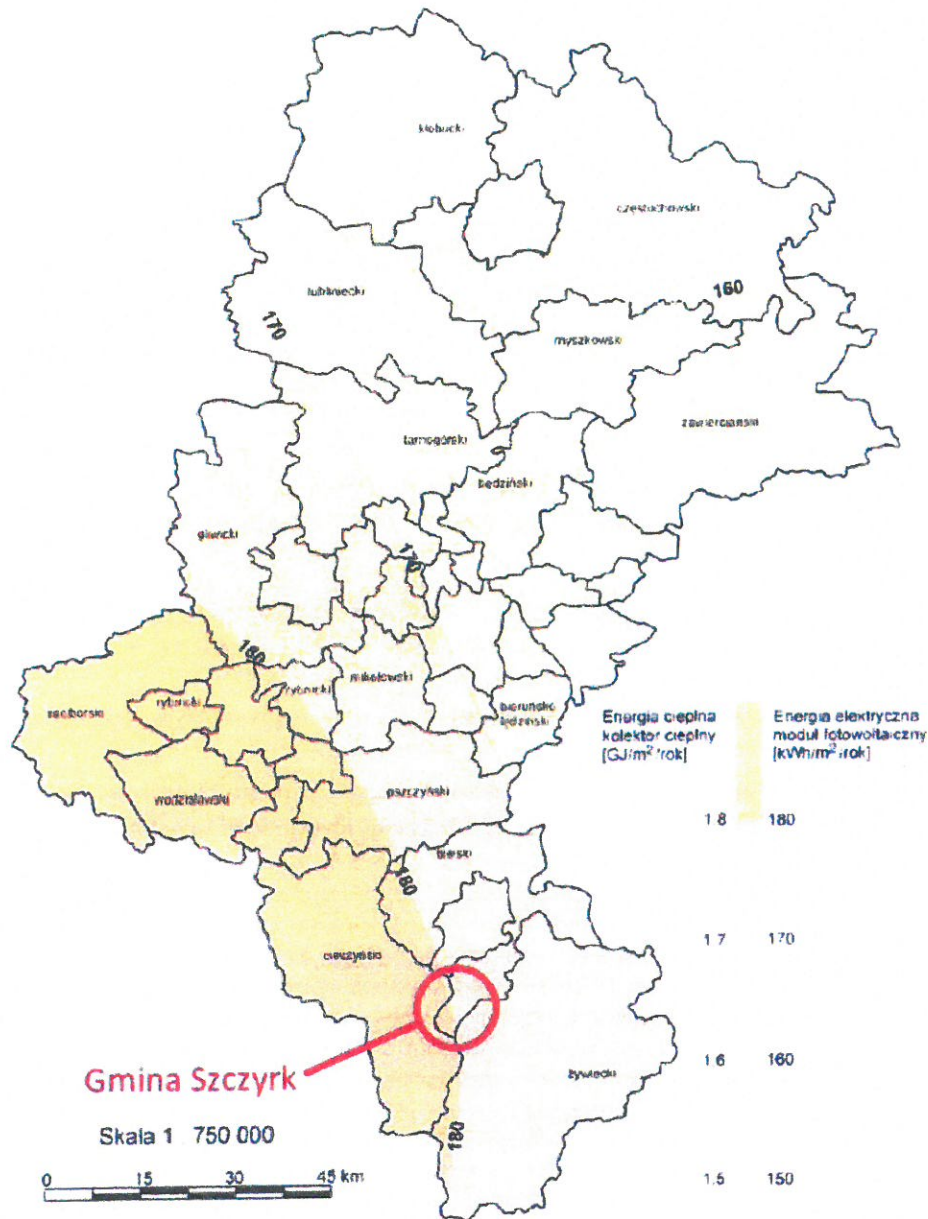 kłobucki
częstochowski
lubliniecki
160
170
myszkowski
zawierciański
tarnogórski
będziński
gliwicki
170
180
rybnicki
mikołowski
raciborski
rybnicki
bieruńsko
lędziński
Energia cieplna
kolektor cieplny
[GJ/m²*rok]
Energia elektryczna
moduł fotowoltaiczny
[kWh/m²*rok]
pszczyński
wodzisławski
1.8
180
bielski
180
1.7
170
cieszyński
1.6
160
Gmina Szczyrk
żywiecki
Skala 1 : 750 000
180
0 15 30 45 km
1.5
150